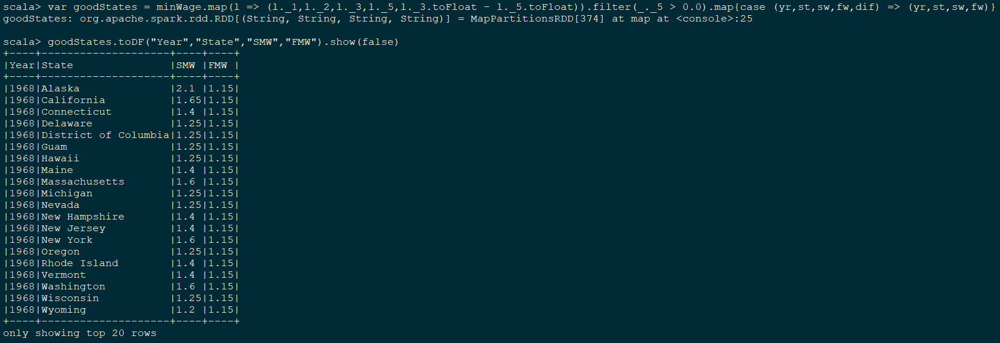 scala> var goodStates = minWage.map(l => (l._1,l._2,l._3,l._5,l._3.toFloat - l._5.toFloat)).filter(_._5 > 0.0).map{case (yr,st,sw,fw,dif) => (yr,st,sw,fw)}
goodStates: org.apache.spark.rdd.RDD[(String, String, String, String)] = MapPartitionsRDD[374] at map at <console>:25
scala> goodStates.toDF("Year","State","SMW","FMW").show(false)
+----+--------------------+----+----+
|Year|State               |SMW |FMW |
+----+--------------------+----+----+
|1968|Alaska              |2.1 |1.15|
|1968|California          |1.65|1.15|
|1968|Connecticut         |1.4 |1.15|
|1968|Delaware            |1.25|1.15|
|1968|District of Columbia|1.25|1.15|
|1968|Guam                |1.25|1.15|
|1968|Hawaii              |1.25|1.15|
|1968|Maine               |1.4 |1.15|
|1968|Massachusetts       |1.6 |1.15|
|1968|Michigan            |1.25|1.15|
|1968|Nevada              |1.25|1.15|
|1968|New Hampshire       |1.4 |1.15|
|1968|New Jersey          |1.4 |1.15|
|1968|New York            |1.6 |1.15|
|1968|Oregon              |1.25|1.15|
|1968|Rhode Island        |1.4 |1.15|
|1968|Vermont             |1.4 |1.15|
|1968|Washington          |1.6 |1.15|
|1968|Wisconsin           |1.25|1.15|
|1968|Wyoming             |1.2 |1.15|
+----+--------------------+----+----+
only showing top 20 rows